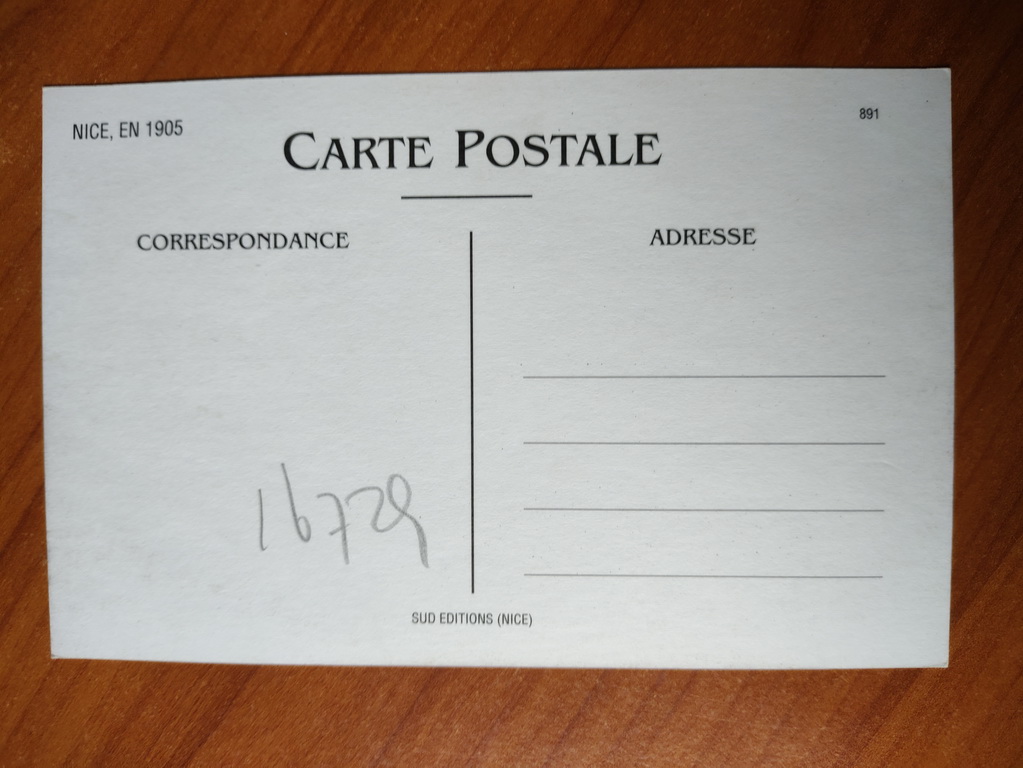 NICE, EN 1905
891
CARTE POSTALE
CORRESPONDANCE
ADRESSE
16729
SUD EDITIONS (NICE)